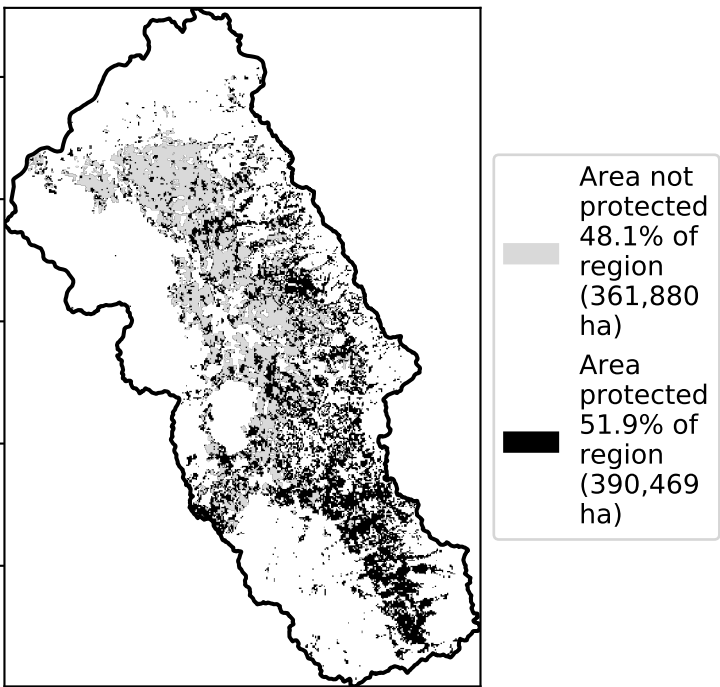 Area not
protected
48.1% of
region
(361,880
ha)
Area
protected
51.9% of
region
(390,469
ha)